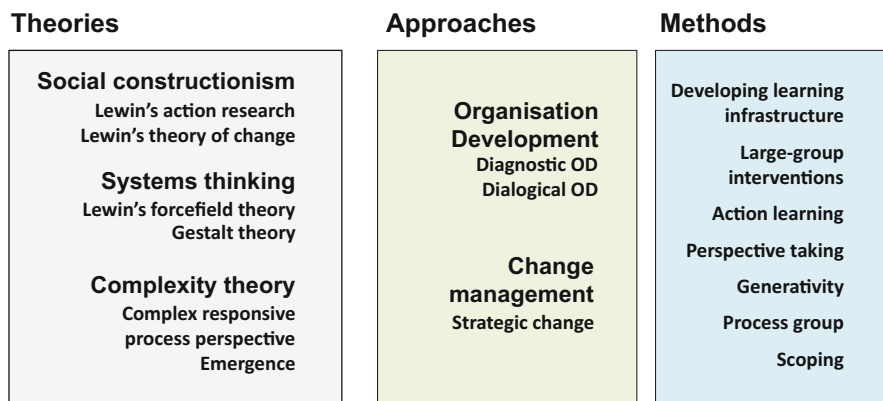 Theories
Social constructionism
Lewin's action research
Lewin's theory of change
Systems thinking
Lewin's forcefield theory
Gestalt theory
Complexity theory
Complex responsive
process perspective
Emergence
Approaches
Organisation
Development
Diagnostic OD
Dialogical OD
Change
management
Strategic change
Methods
Developing learning
infrastructure
Large-group
interventions
Action learning
Perspective taking
Generativity
Process group
Scoping